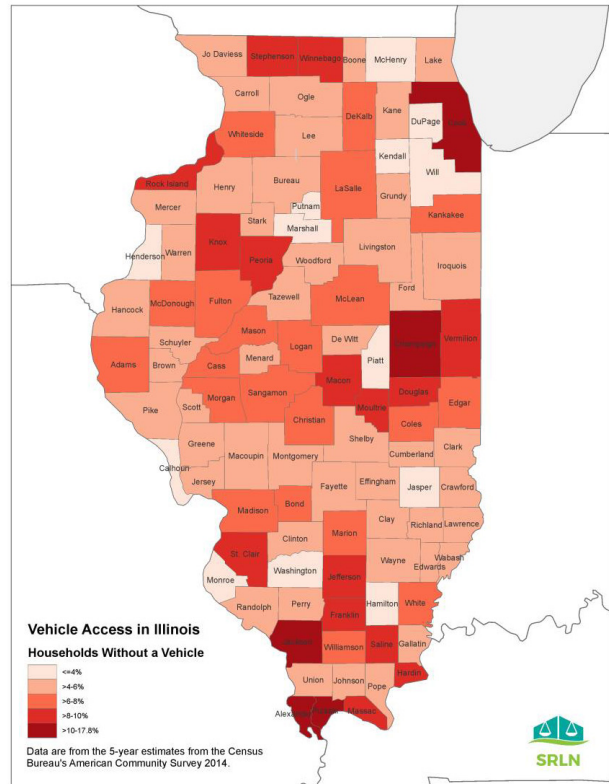 Jo Daviess Stephenson Winnebago Boone McHenry Lake
Carroll Ogle DeKalb Kane Cook
DuPage
Whiteside Lee Kendall Will
Rock Island Henry Bureau LaSalle Grundy
Mercer Putnam Kankakee
Stark Marshall
Henderson Warren Knox Peoria Woodford Livingston Iroquois
Ford
Hancock McDonough Fulton Tazewell McLean
Mason
Schuyler Logan De Witt Champaign Vermilion
Adams Brown Cass Menard Piatt
Macon
Pike Scott Morgan Sangamon Moultrie Douglas Edgar
Christian Coles
Greene Shelby Clark
Calhoun Jersey Macoupin Montgomery Cumberland
Fayette Effingham Jasper Crawford
Madison Bond
Clay Richland Lawrence
Clinton Marion
St. Clair Wayne Edwards Wabash
Monroe Washington Jefferson
Randolph Perry Hamilton White
Franklin
Jackson Williamson Saline Gallatin
Hardin
Union Johnson Pope
Massac
Vehicle Access in Illinois
Households Without a Vehicle
<=4%
>4-6%
>6-8%
>8-10%
>10-17.8%
Data are from the 5-year estimates from the Census
Bureau's American Community Survey 2014.
SRLN